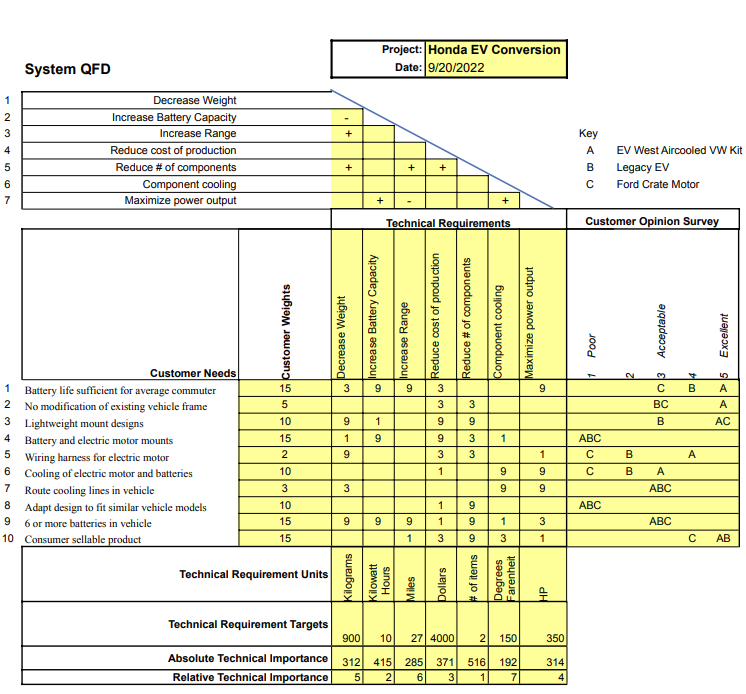 Project: Honda EV Conversion
System QFD
Date: 9/20/2022
1 Decrease Weight
2 Increase Battery Capacity -
3 Increase Range + Key
4 Reduce cost of production A EV West Aircooled VW Kit
5 Reduce # of components + + + B Legacy EV
6 Component cooling C Ford Crate Motor
7 Maximize power output + - +
Technical Requirements Customer Opinion Survey
Customer Needs Customer Weights Decrease Weight Increase Battery Capacity Increase Range Reduce cost of production Reduce # of components Component cooling Maximize power output 1 Poor 2 3 Acceptable 4 5 Excellent
1 Battery life sufficient for average commuter 15 3 9 9 3 9 C B A
2 No modification of existing vehicle frame 5 3 3 BC A
3 Lightweight mount designs 10 9 1 9 9 B AC
4 Battery and electric motor mounts 15 1 9 9 3 1 ABC
5 Wiring harness for electric motor 2 9 3 3 1 C B A
6 Cooling of electric motor and batteries 10 1 9 9 C B A
7 Route cooling lines in vehicle 3 3 9 9 ABC
8 Adapt design to fit similar vehicle models 10 1 9 ABC
9 6 or more batteries in vehicle 15 9 9 9 1 9 1 3 ABC
10 Consumer sellable product 15 1 3 9 3 1 C AB
Technical Requirement Units Kilograms Kilowatt Hours Miles Dollars # of items Degrees Farenheit HP
Technical Requirement Targets 900 10 27 4000 2 150 350
Absolute Technical Importance 312 415 285 371 516 192 314
Relative Technical Importance 5 2 6 3 1 7 4